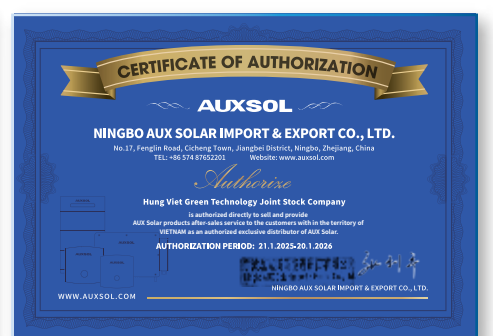 CERTIFICATE OF AUTHORIZATION
AUXSOL
NINGBO AUX SOLAR IMPORT & EXPORT CO., LTD.
No.17, Fenglin Road, Cicheng Town, Jiangbei District, Ningbo, Zhejiang, China
TEL: +86 574 87652201 Website: www.auxsol.com
Authorize
Hung Viet Green Technology Joint Stock Company
is authorized directly to sell and provide
AUX Solar products after-sales service to the customers with in the territory of
VIETNAM as an authorized exclusive distributor of AUX Solar.
AUTHORIZATION PERIOD: 21.1.2025-20.1.2026
NINGBO AUX SOLAR IMPORT & EXPORT CO., LTD.
WWW.AUXSOL.COM